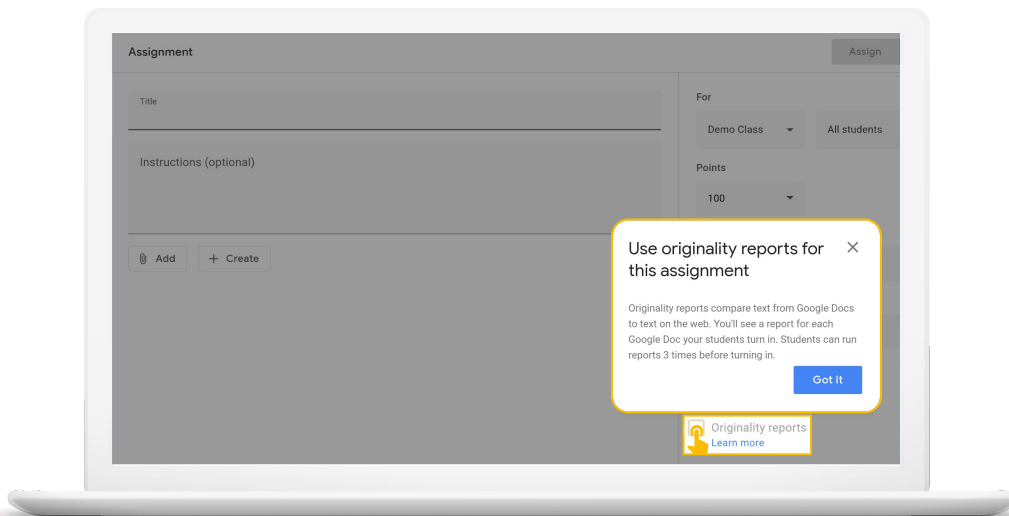 Assignment
Assign
Title
Instructions (optional)
Add
+ Create
For
Demo Class
All students
Points
100
Use originality reports for
this assignment
Originality reports compare text from Google Docs
to text on the web. You'll see a report for each
Google Doc your students turn in. Students can run
reports 3 times before turning in.
Got it
Originality reports
Learn more